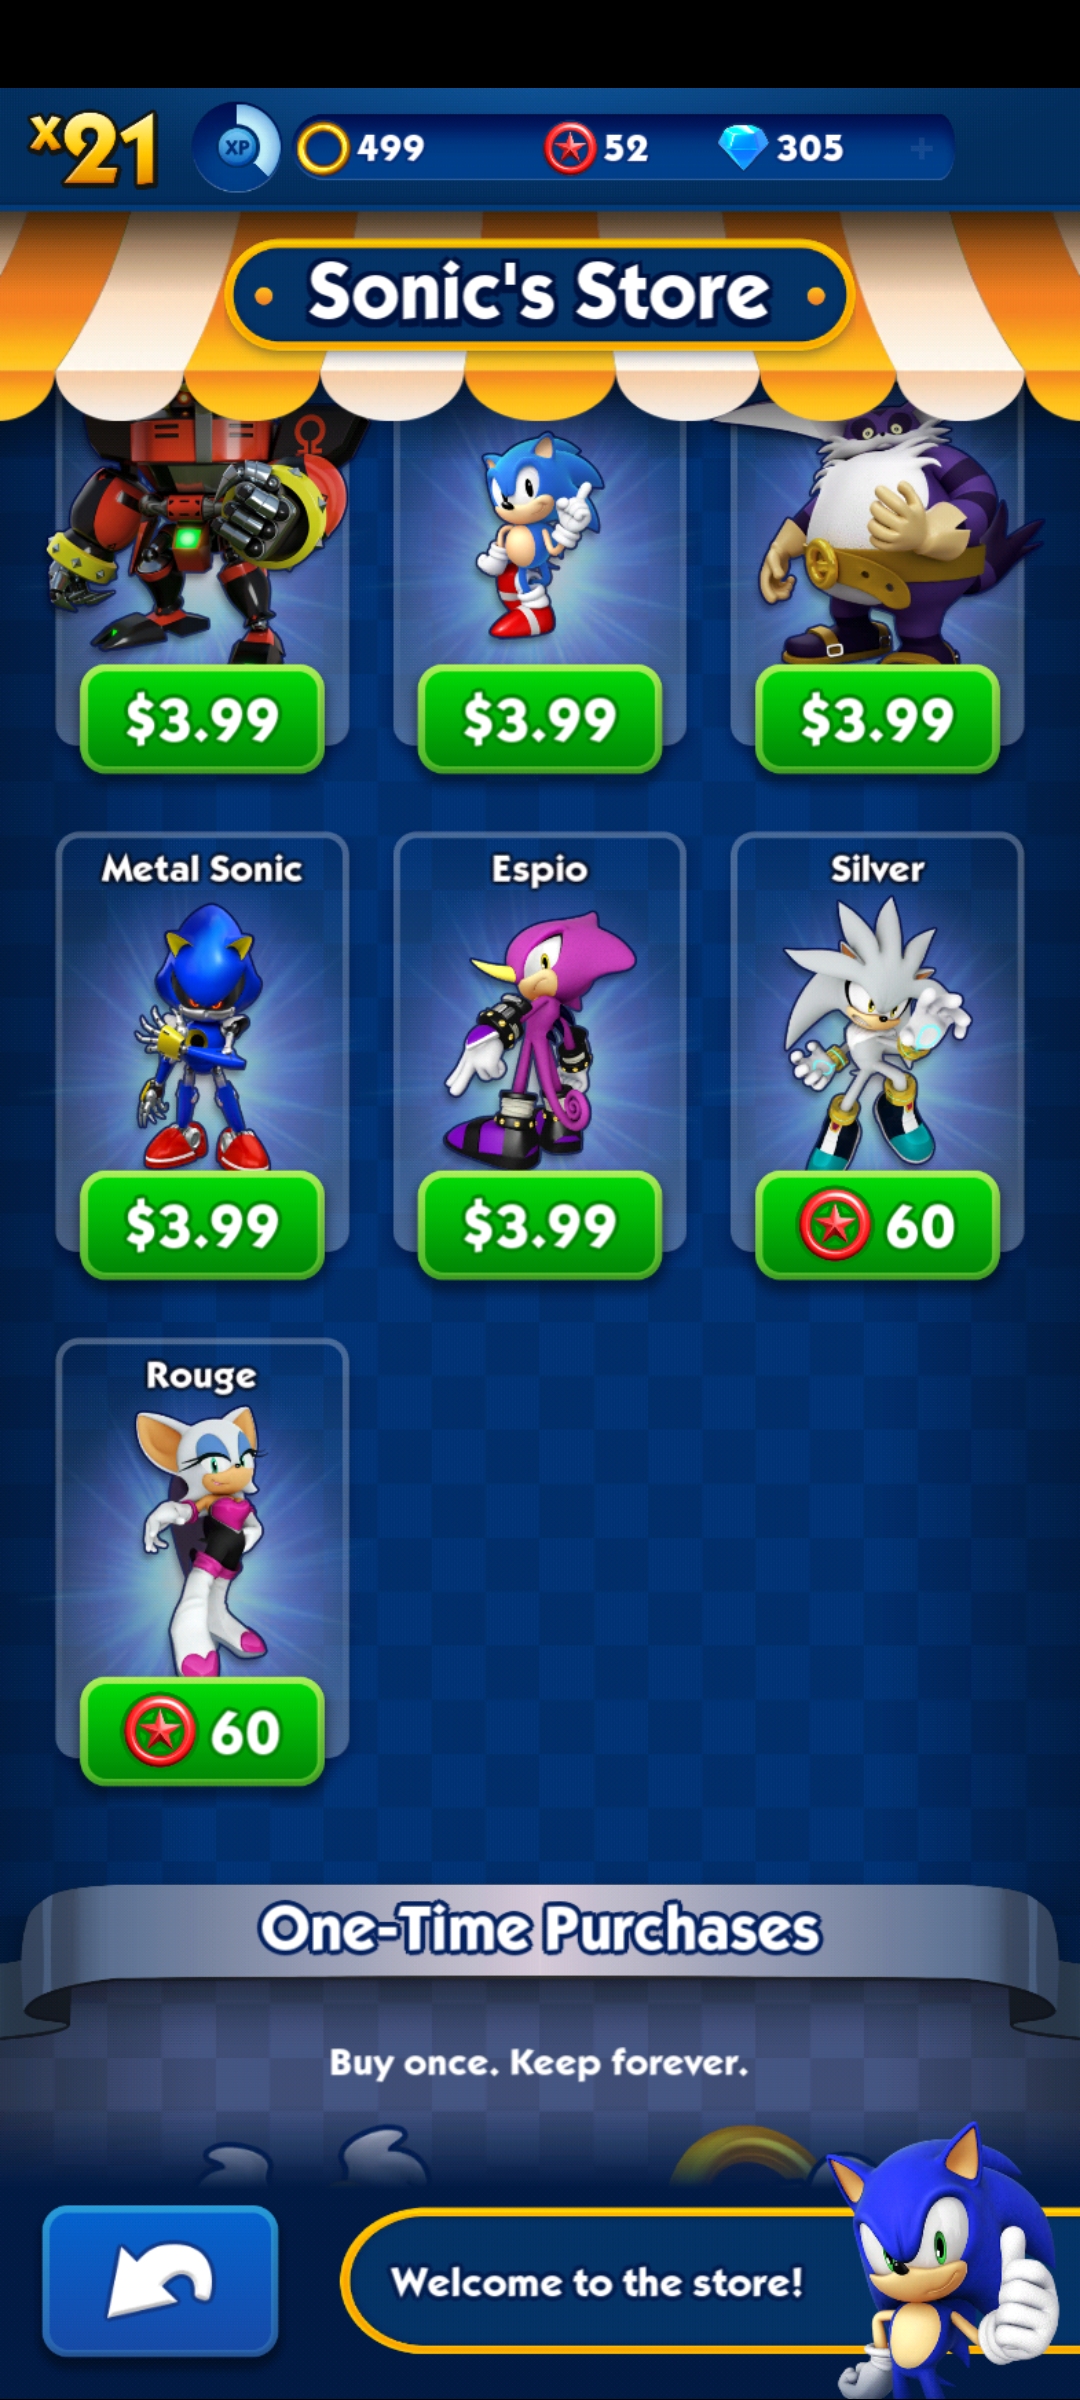 x21 XP 499 52 305 +
Sonic's Store
$3.99 $3.99 $3.99
Metal Sonic Espio Silver
$3.99 $3.99 60
Rouge
60
One-Time Purchases
Buy once. Keep forever.
Welcome to the store!